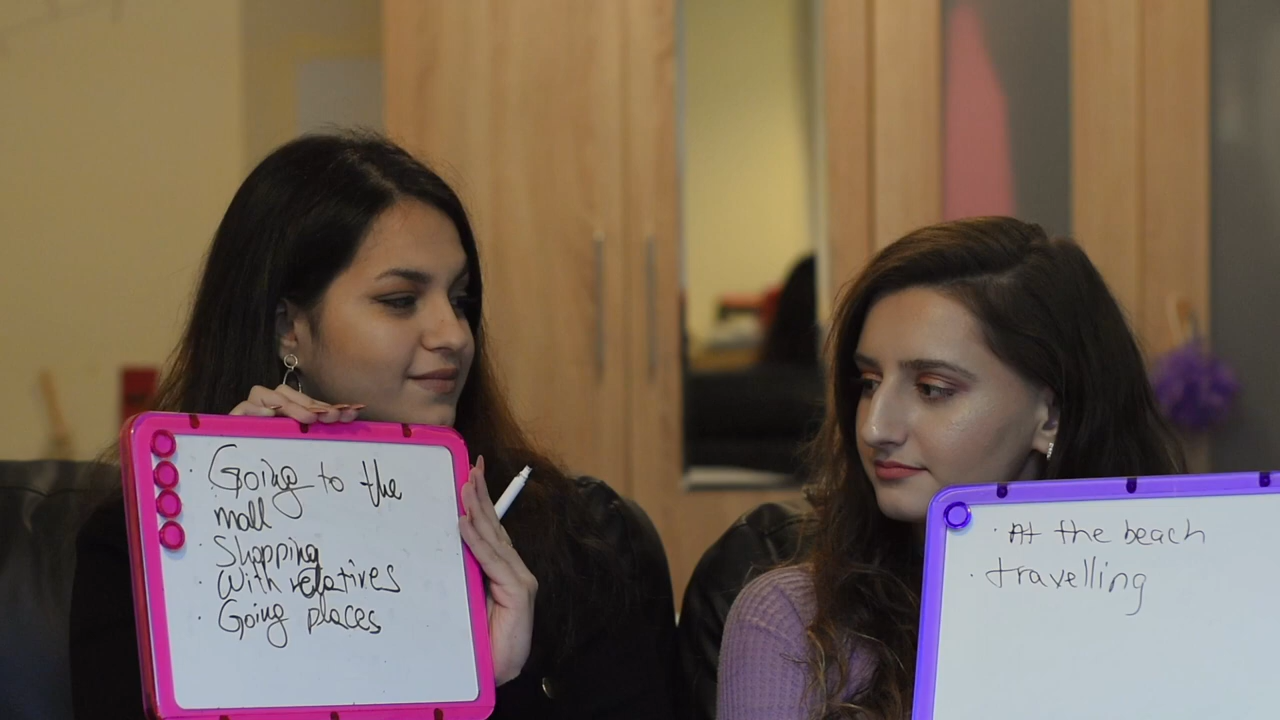 · Going to the
mall
· Shopping
· With relatives
· Going places
· At the beach
· travelling